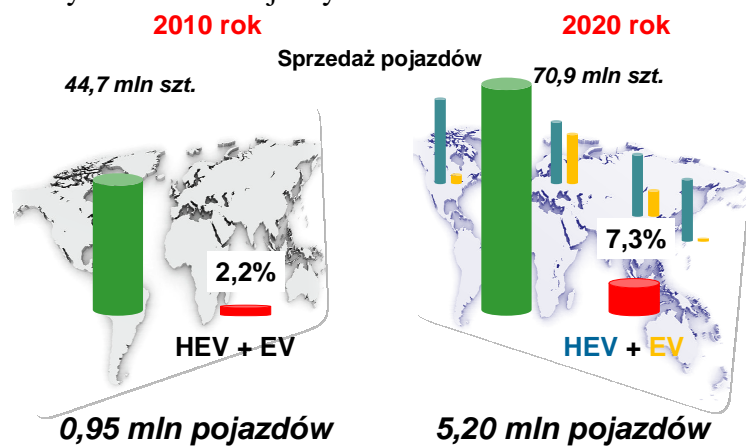 2010 rok
2020 rok
Sprzedaż pojazdów
44,7 mln szt.
70,9 mln szt.
2,2%
7,3%
HEV + EV
HEV + EV
0,95 mln pojazdów
5,20 mln pojazdów